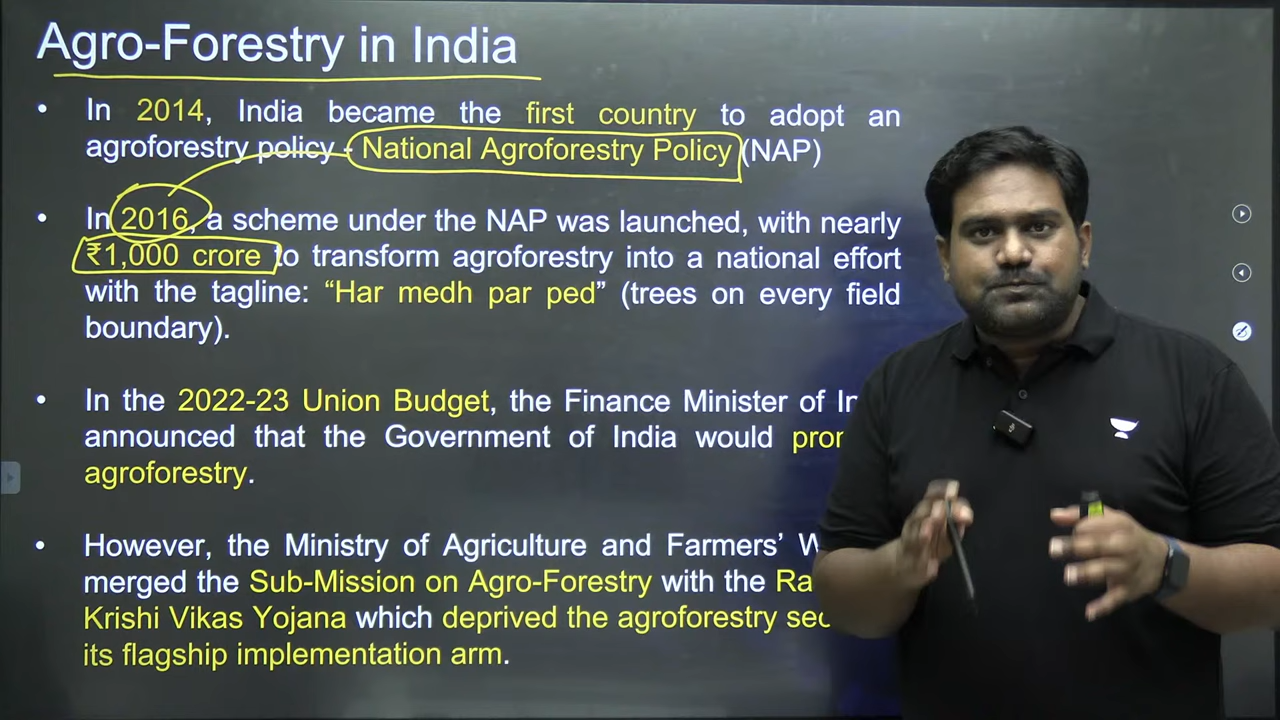 Agro-Forestry in India
• In 2014, India became the first country to adopt an
agroforestry policy - National Agroforestry Policy (NAP)
• In 2016, a scheme under the NAP was launched, with nearly
₹1,000 crore to transform agroforestry into a national effort
with the tagline: “Har medh par ped” (trees on every field
boundary).
• In the 2022-23 Union Budget, the Finance Minister of
announced that the Government of India would
agroforestry.
• However, the Ministry of Agriculture and Farmers’
merged the Sub-Mission on Agro-Forestry with the
Krishi Vikas Yojana which deprived the agroforestry
its flagship implementation arm.